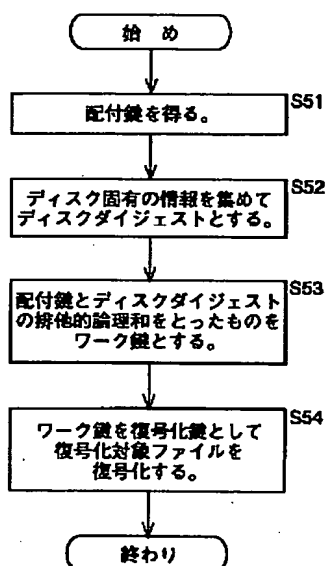 始 め
S51
配付鍵を得る。
S52
ディスク固有の情報を集めて
ディスクダイジェストとする。
S53
配付鍵とディスクダイジェスト
の排他的論理和をとったものを
ワーク鍵とする。
S54
ワーク鍵を復号化鍵として
復号化対象ファイルを
復号化する。
終わり